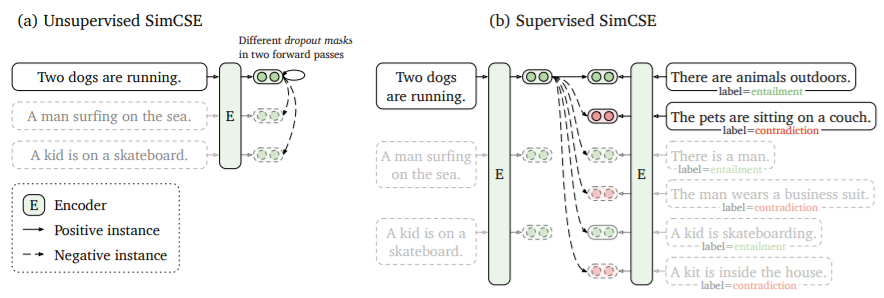 (a) Unsupervised SimCSE
Different dropout masks
in two forward passes
Two dogs are running.
A man surfing on the sea.
A kid is on a skateboard.
E
E Encoder
Positive instance
Negative instance
(b) Supervised SimCSE
Two dogs
are running.
A man surfing
on the sea.
A kid is on a
skateboard.
E
E
There are animals outdoors.
label=entailment
The pets are sitting on a couch.
label=contradiction
There is a man.
label=entailment
The man wears a business suit.
label=contradiction
A kid is skateboarding.
label=entailment
A kit is inside the house.
label=contradiction